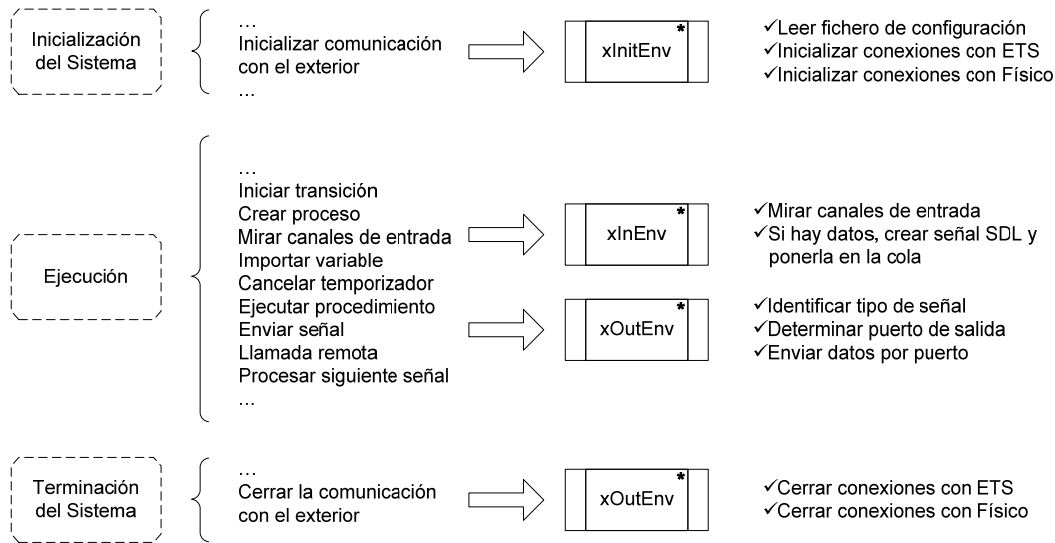 Inicialización
del Sistema
...
Inicializar comunicación
con el exterior
...
xInitEnv
*
✓Leer fichero de configuración
✓Inicializar conexiones con ETS
✓Inicializar conexiones con Físico
Ejecución
...
Iniciar transición
Crear proceso
Mirar canales de entrada
Importar variable
Cancelar temporizador
Ejecutar procedimiento
Enviar señal
Llamada remota
Procesar siguiente señal
...
xInEnv
*
✓Mirar canales de entrada
✓Si hay datos, crear señal SDL y
ponerla en la cola
xOutEnv
*
✓Identificar tipo de señal
✓Determinar puerto de salida
✓Enviar datos por puerto
Terminación
del Sistema
...
Cerrar la comunicación
con el exterior
xOutEnv
*
✓Cerrar conexiones con ETS
✓Cerrar conexiones con Físico